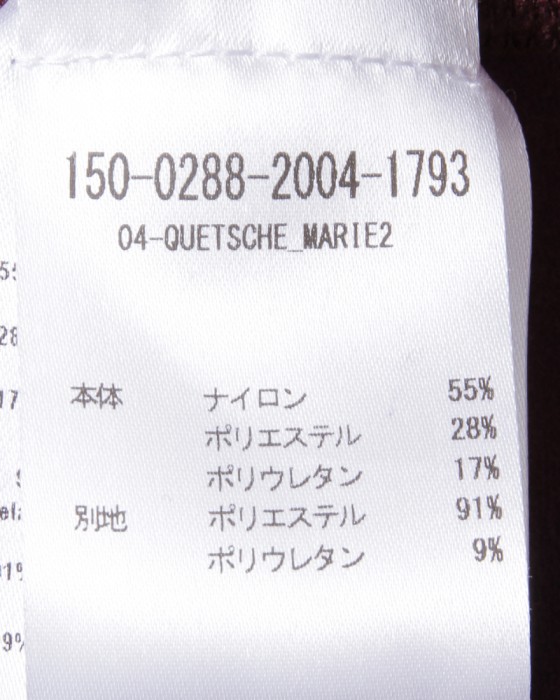 150-0288-2004-1793
04-QUETSCHE_MARIE2
本体 ナイロン 55%
ポリエステル 28%
ポリウレタン 17%
別地 ポリエステル 91%
ポリウレタン 9%